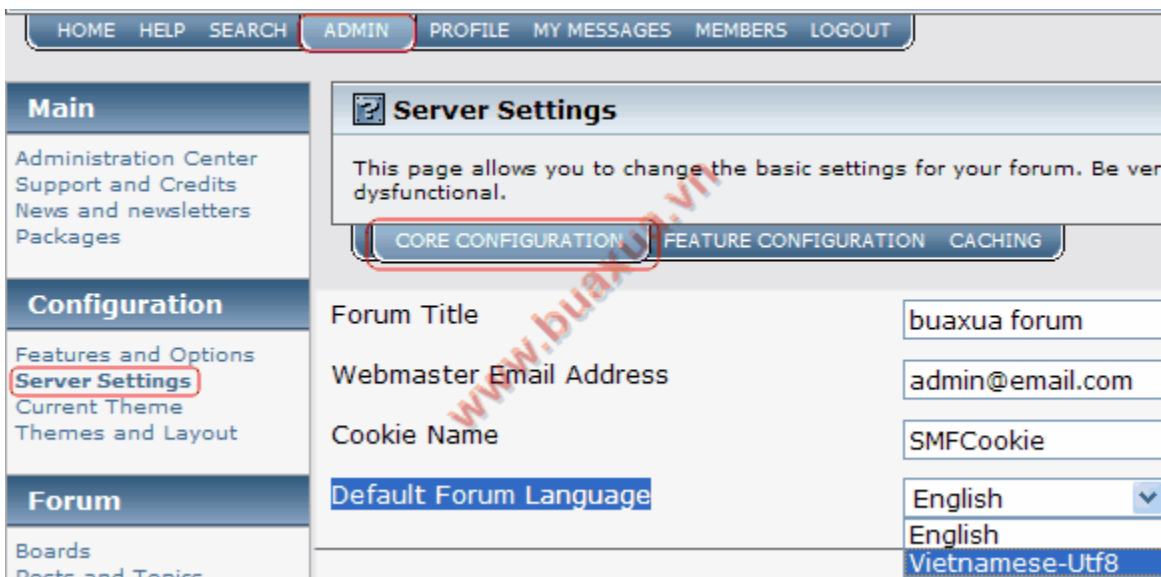 HOME HELP SEARCH ADMIN PROFILE MY MESSAGES MEMBERS LOGOUT
Main
Administration Center
Support and Credits
News and newsletters
Packages
Configuration
Features and Options
Server Settings
Current Theme
Themes and Layout
Forum
Boards
Posts and Topics
Server Settings
This page allows you to change the basic settings for your forum. Be ver
dysfunctional.
CORE CONFIGURATION FEATURE CONFIGURATION CACHING
Forum Title buaxua forum
Webmaster Email Address admin@email.com
Cookie Name SMFCookie
Default Forum Language English
English
Vietnamese-Utf8
www.buaxua.vn